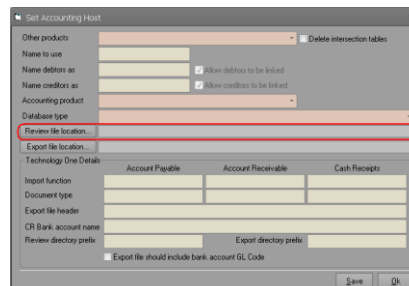 Set Accounting Host
Other products
Delete intersection tables
Name to use
Name debtors as
Allow debtors to be linked
Name creditors as
Allow creditors to be linked
Accounting product
Database type
Review file location...
Export file location...
Technology One Details
Account Payable Account Receivable Cash Receipts
Import function
Document type
Export file header
CR Bank account name
Review directory prefix Export directory prefix
Export file should include bank account GL Code
Save Ok